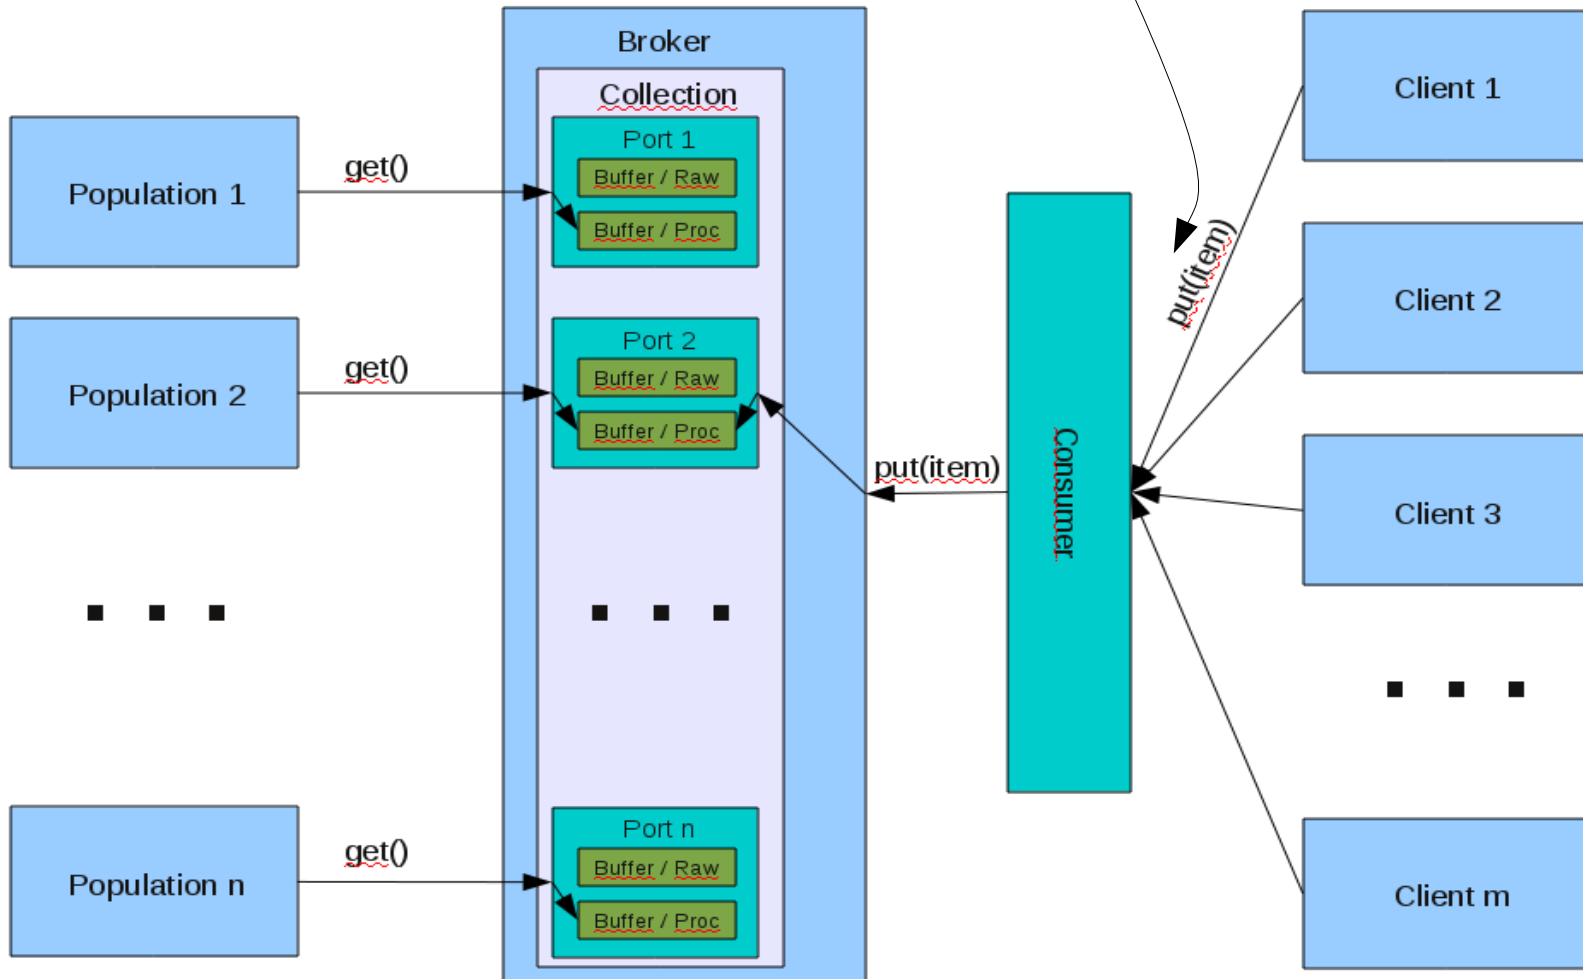 Broker
Collection
Population 1
get()
Port 1
Buffer / Raw
Buffer / Proc
Population 2
get()
Port 2
Buffer / Raw
Buffer / Proc
Population n
get()
Port n
Buffer / Raw
Buffer / Proc
put(item)
Consumer
put(item)
Client 1
Client 2
Client 3
Client m